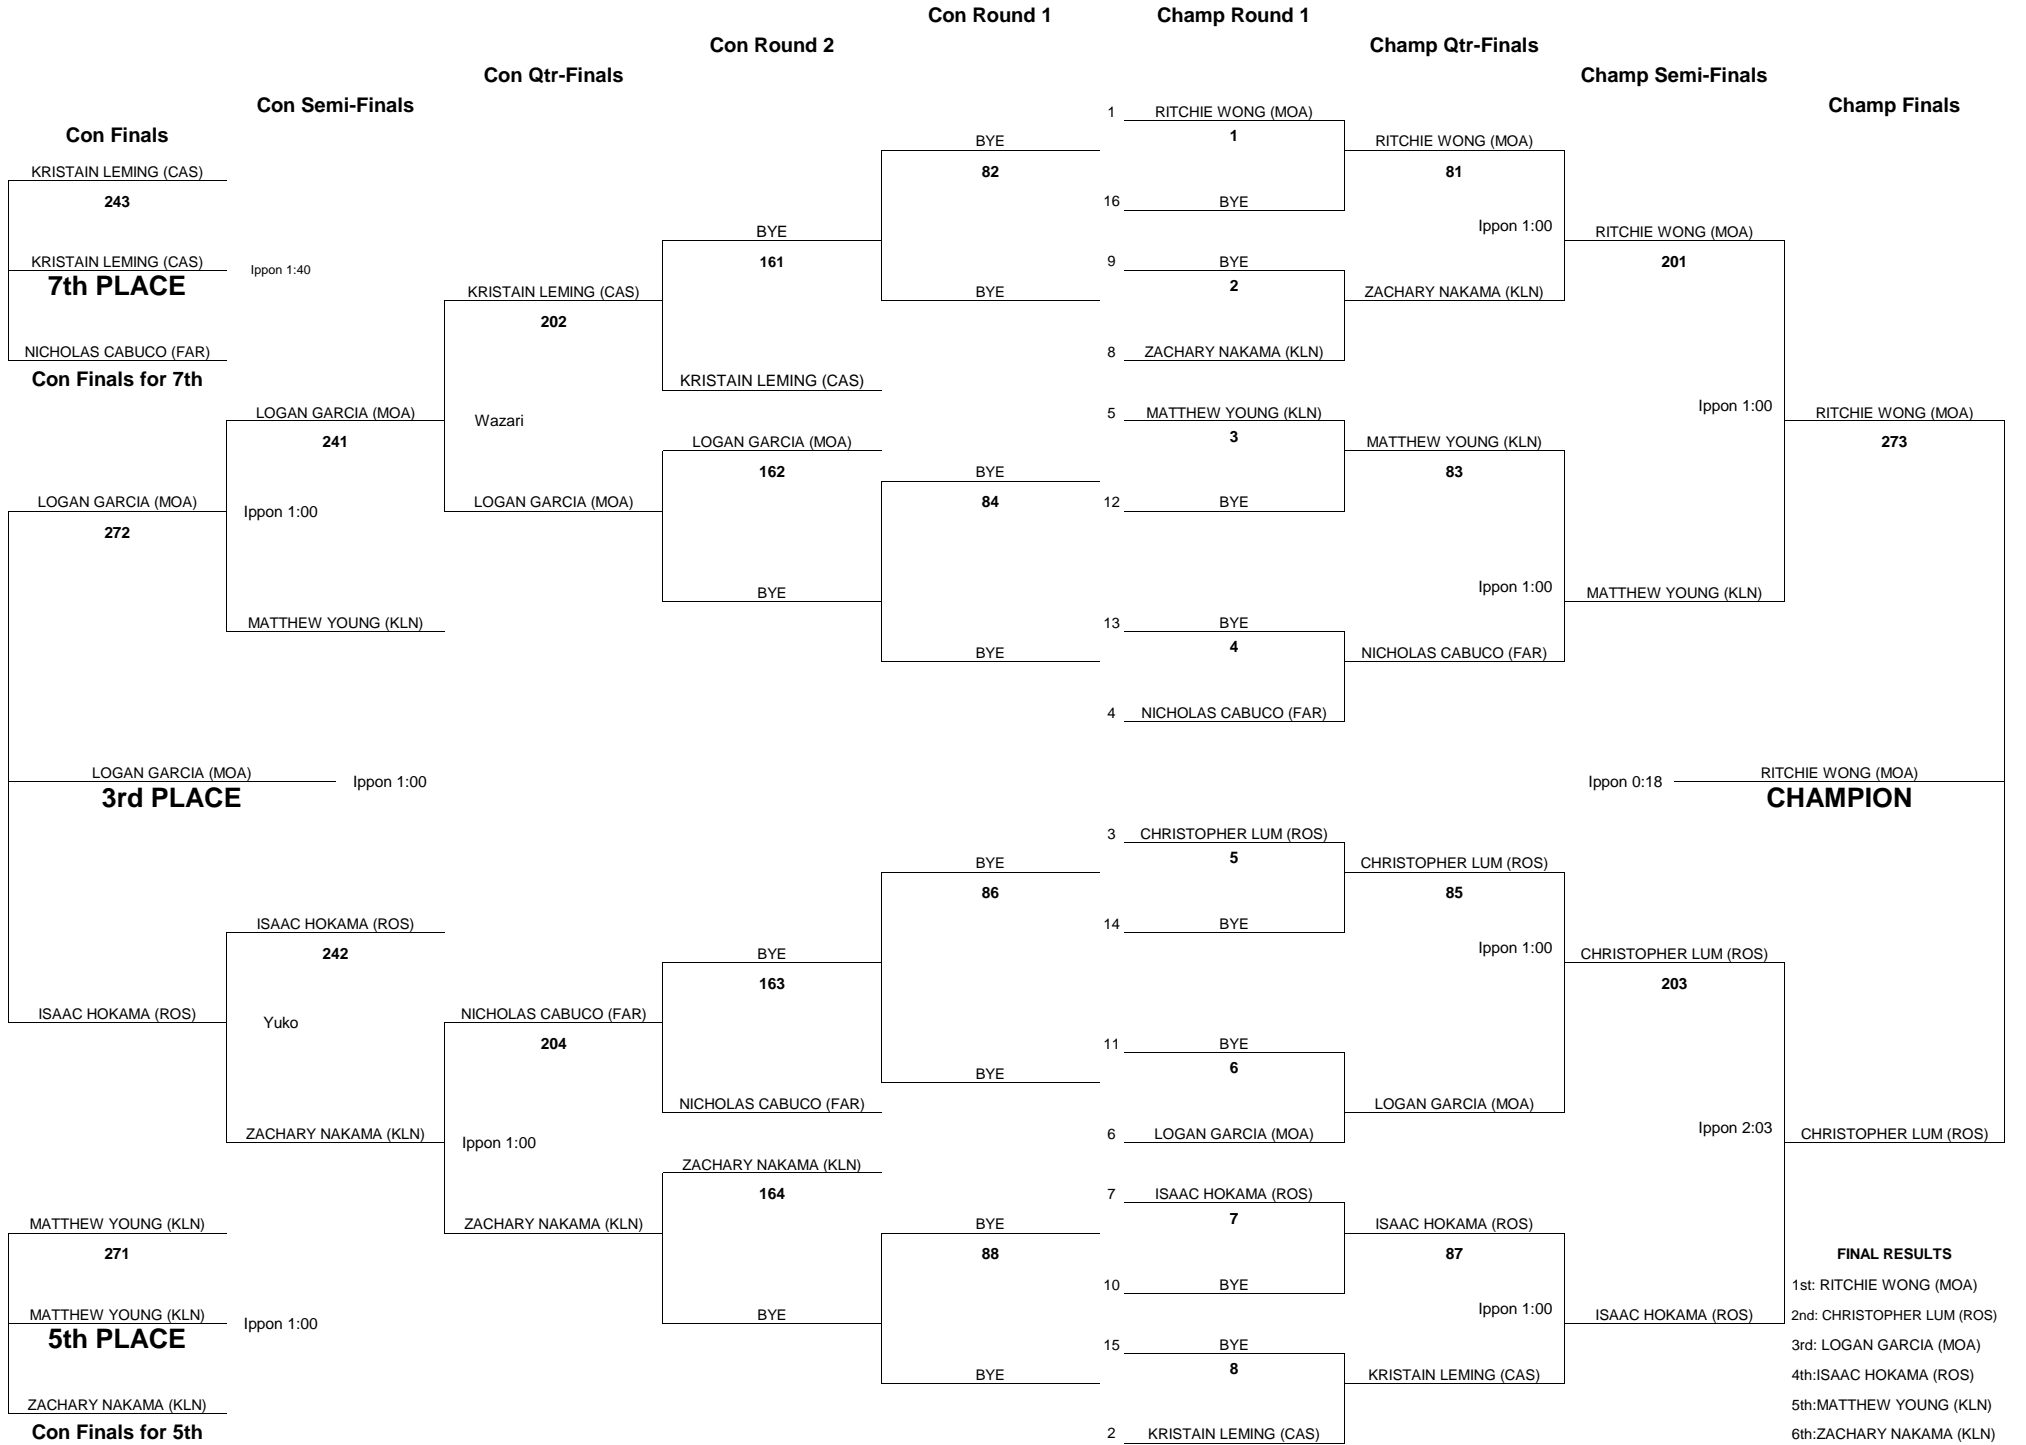 Con Round 1 Champ Round 1
Con Round 2 Champ Qtr-Finals
Con Qtr-Finals Champ Semi-Finals
Con Semi-Finals 1 RITCHIE WONG (MOA) Champ Finals
Con Finals BYE 1 RITCHIE WONG (MOA)
KRISTAIN LEMING (CAS) 82 81
243 16 BYE
BYE Ippon 1:00 RITCHIE WONG (MOA)
KRISTAIN LEMING (CAS) Ippon 1:40 161 9 BYE 201
7th PLACE KRISTAIN LEMING (CAS) BYE 2 ZACHARY NAKAMA (KLN)
202
NICHOLAS CABUCO (FAR) 8 ZACHARY NAKAMA (KLN)
Con Finals for 7th KRISTAIN LEMING (CAS)
LOGAN GARCIA (MOA) Wazari 5 MATTHEW YOUNG (KLN) Ippon 1:00 RITCHIE WONG (MOA)
241 LOGAN GARCIA (MOA) 3 MATTHEW YOUNG (KLN) 273
162 BYE 83
LOGAN GARCIA (MOA) Ippon 1:00 LOGAN GARCIA (MOA) 84 12 BYE
272
BYE Ippon 1:00 MATTHEW YOUNG (KLN)
MATTHEW YOUNG (KLN) 13 BYE
BYE 4 NICHOLAS CABUCO (FAR)
4 NICHOLAS CABUCO (FAR)
LOGAN GARCIA (MOA) Ippon 1:00 Ippon 0:18 RITCHIE WONG (MOA)
3rd PLACE CHAMPION
3 CHRISTOPHER LUM (ROS)
BYE 5 CHRISTOPHER LUM (ROS)
86 85
ISAAC HOKAMA (ROS) 14 BYE
242 BYE Ippon 1:00 CHRISTOPHER LUM (ROS)
163 203
ISAAC HOKAMA (ROS) Yuko NICHOLAS CABUCO (FAR)
204 11 BYE
BYE 6
NICHOLAS CABUCO (FAR) LOGAN GARCIA (MOA)
ZACHARY NAKAMA (KLN) Ippon 1:00 6 LOGAN GARCIA (MOA) Ippon 2:03 CHRISTOPHER LUM (ROS)
ZACHARY NAKAMA (KLN)
164 7 ISAAC HOKAMA (ROS)
MATTHEW YOUNG (KLN) ZACHARY NAKAMA (KLN) BYE 7 ISAAC HOKAMA (ROS)
271 88 87 FINAL RESULTS
10 BYE 1st: RITCHIE WONG (MOA)
MATTHEW YOUNG (KLN) Ippon 1:00 BYE Ippon 1:00 ISAAC HOKAMA (ROS) 2nd: CHRISTOPHER LUM (ROS)
5th PLACE 15 BYE 3rd: LOGAN GARCIA (MOA)
BYE 8 KRISTAIN LEMING (CAS) 4th:ISAAC HOKAMA (ROS)
ZACHARY NAKAMA (KLN) 5th:MATTHEW YOUNG (KLN)
Con Finals for 5th 2 KRISTAIN LEMING (CAS) 6th:ZACHARY NAKAMA (KLN)